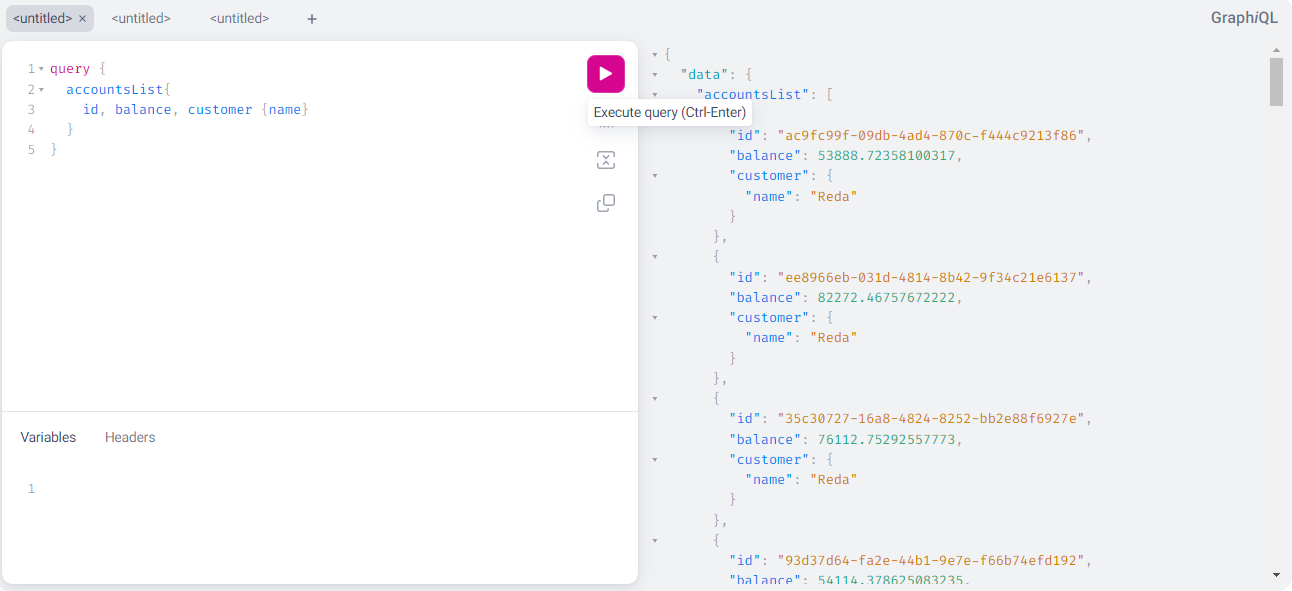 <untitled> × <untitled> <untitled> +
GraphiQL
1 query {
2 accountsList{
3 id, balance, customer {name}
4 }
5 }
Execute query (Ctrl-Enter)
Variables Headers
1
{
"data": {
"accountsList": [
"id": "ac9fc99f-09db-4ad4-870c-f444c9213f86",
"balance": 53888.72358100317,
"customer": {
"name": "Reda"
}
},
{
"id": "ee8966eb-031d-4814-8b42-9f34c21e6137",
"balance": 82272.46757672222,
"customer": {
"name": "Reda"
}
},
{
"id": "35c30727-16a8-4824-8252-bb2e88f6927e",
"balance": 76112.75292557773,
"customer": {
"name": "Reda"
}
},
{
"id": "93d37d64-fa2e-44b1-9e7e-f66b74efd192",
"balance": 54114.378625083235,